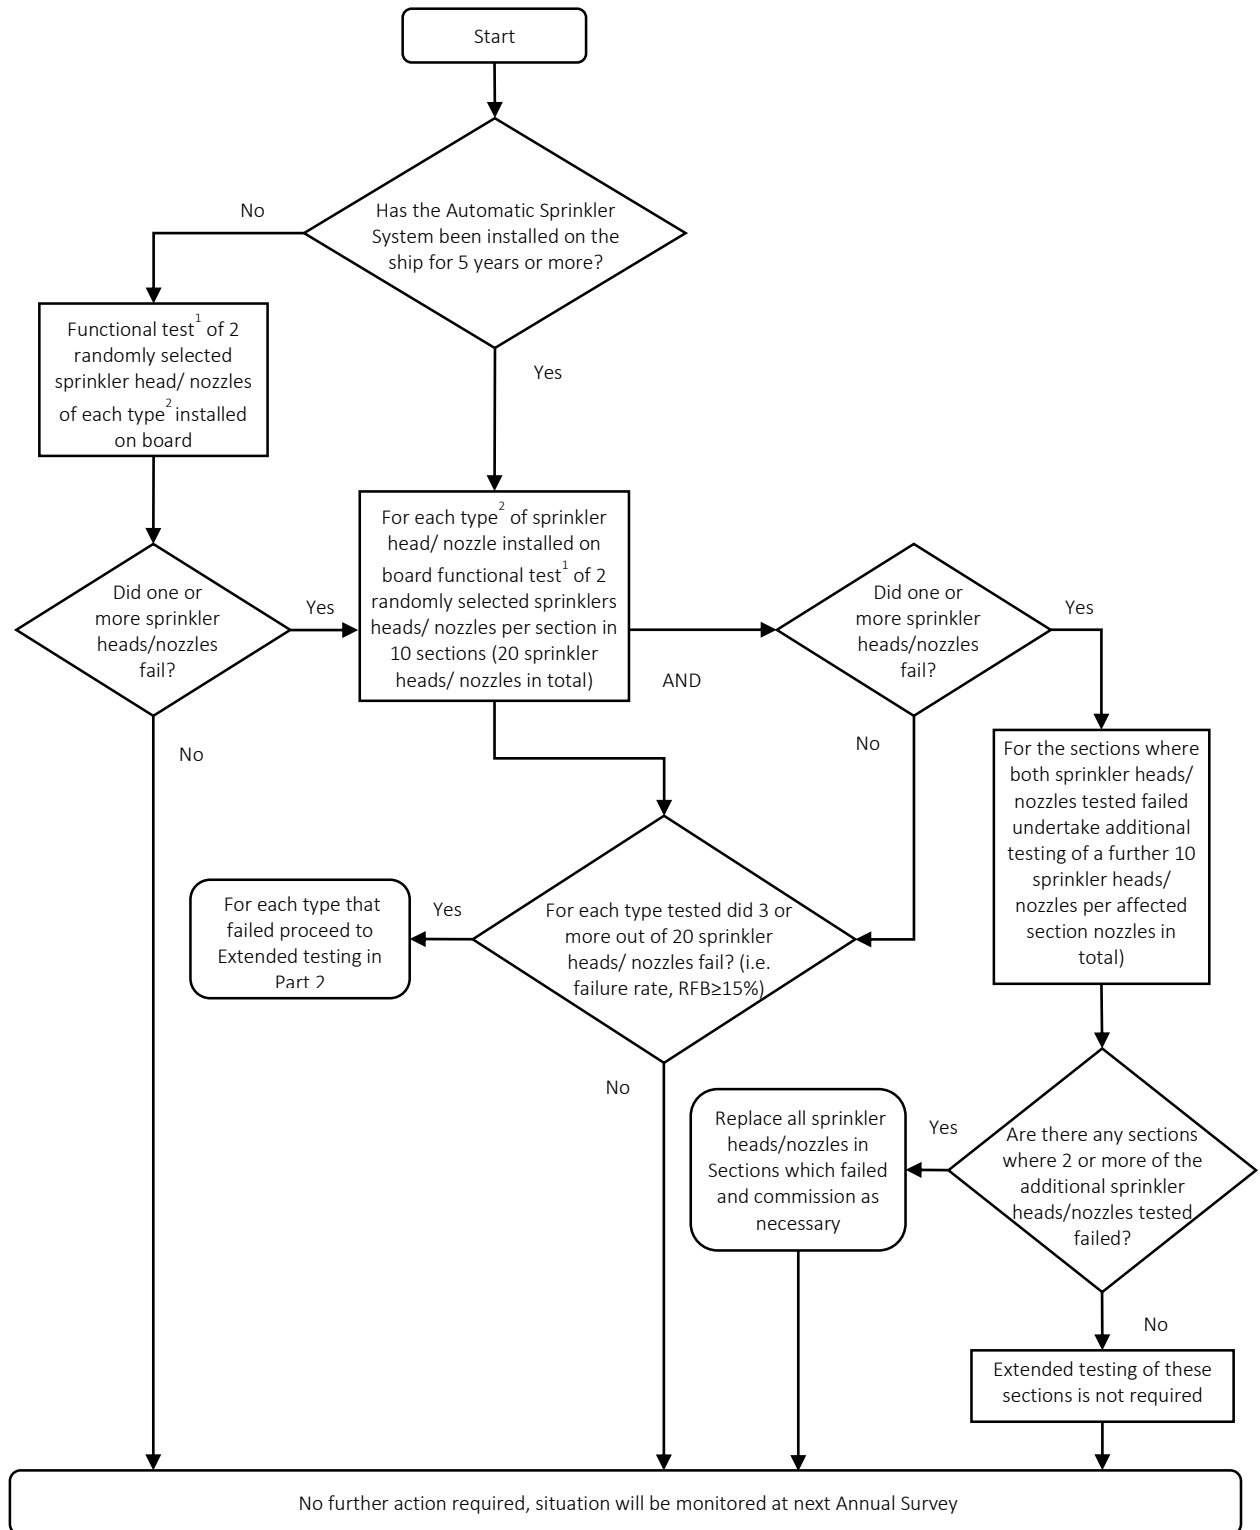 Start
Has the Automatic Sprinkler
System been installed on the
ship for 5 years or more?
No
Yes
Functional test1 of 2
randomly selected
sprinkler head/ nozzles
of each type2 installed
on board
For each type2 of sprinkler
head/ nozzle installed on
board functional test1 of 2
randomly selected sprinklers
heads/ nozzles per section in
10 sections (20 sprinkler
heads/ nozzles in total)
Did one or
more sprinkler
heads/nozzles
fail?
Yes
No
AND
Did one or
more sprinkler
heads/nozzles
fail?
Yes
No
For the sections where
both sprinkler heads/
nozzles tested failed
undertake additional
testing of a further 10
sprinkler heads/
nozzles per affected
section nozzles in
total)
For each type tested did 3 or
more out of 20 sprinkler
heads/ nozzles fail? (i.e.
failure rate, RFB≥15%)
Yes
No
For each type that
failed proceed to
Extended testing in
Part 2
Are there any sections
where 2 or more of the
additional sprinkler
heads/nozzles tested
failed?
Yes
No
Replace all sprinkler
heads/nozzles in
Sections which failed
and commission as
necessary
Extended testing of these
sections is not required
No further action required, situation will be monitored at next Annual Survey